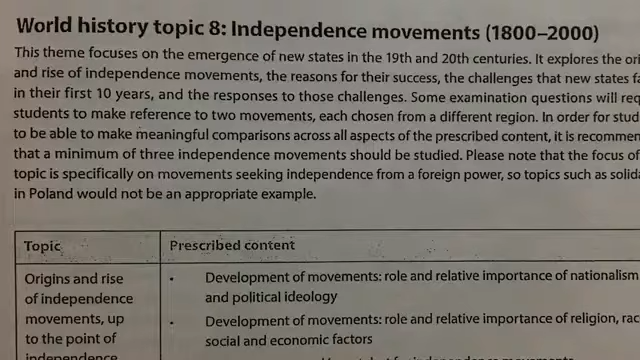 World history topic 8: Independence movements (1800–2000)
This theme focuses on the emergence of new states in the 19th and 20th centuries. It explores the ori
and rise of independence movements, the reasons for their success, the challenges that new states fa
in their first 10 years, and the responses to those challenges. Some examination questions will req
students to make reference to two movements, each chosen from a different region. In order for stud
to be able to make meaningful comparisons across all aspects of the prescribed content, it is recommen
that a minimum of three independence movements should be studied. Please note that the focus of
topic is specifically on movements seeking independence from a foreign power, so topics such as solida
in Poland would not be an appropriate example.
Topic
Prescribed content
Origins and rise
of independence
movements, up
to the point of
independence
• Development of movements: role and relative importance of nationalism
and political ideology
• Development of movements: role and relative importance of religion, rac
social and economic factors